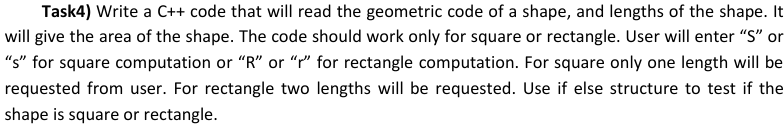 Task4) Write a C++ code that will read the geometric code of a shape, and lengths of the shape. It
will give the area of the shape. The code should work only for square or rectangle. User will enter “S” or
“s” for square computation or “R” or “r” for rectangle computation. For square only one length will be
requested from user. For rectangle two lengths will be requested. Use if else structure to test if the
shape is square or rectangle.